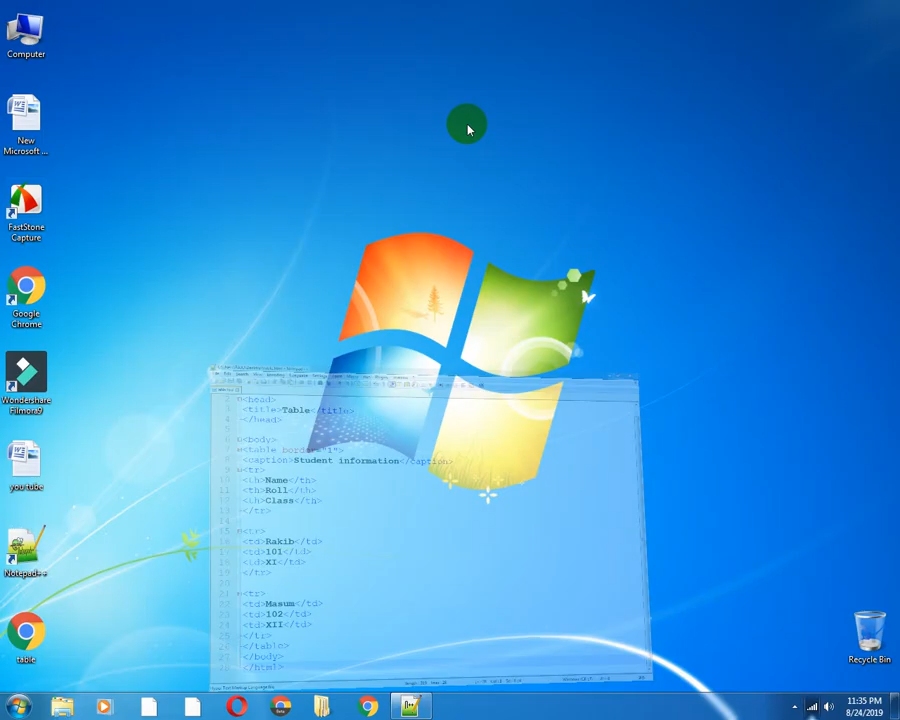 Computer
New
Microsoft ...
FastStone
Capture
Google
Chrome
Wondershare
Filmora9
you tube
Notepad++
table
<head>
<title>Table</title>
</head>
<body>
<table border="1">
<caption>Student information</caption>
<tr>
<th>Name</th>
<th>Roll</th>
<th>Class</th>
</tr>
<tr>
<td>Rakib</td>
<td>101</td>
<td>XI</td>
</tr>
<tr>
<td>Masum</td>
<td>102</td>
<td>XII</td>
</tr>
</table>
</body>
</html>
Recycle Bin
11:35 PM
8/24/2019